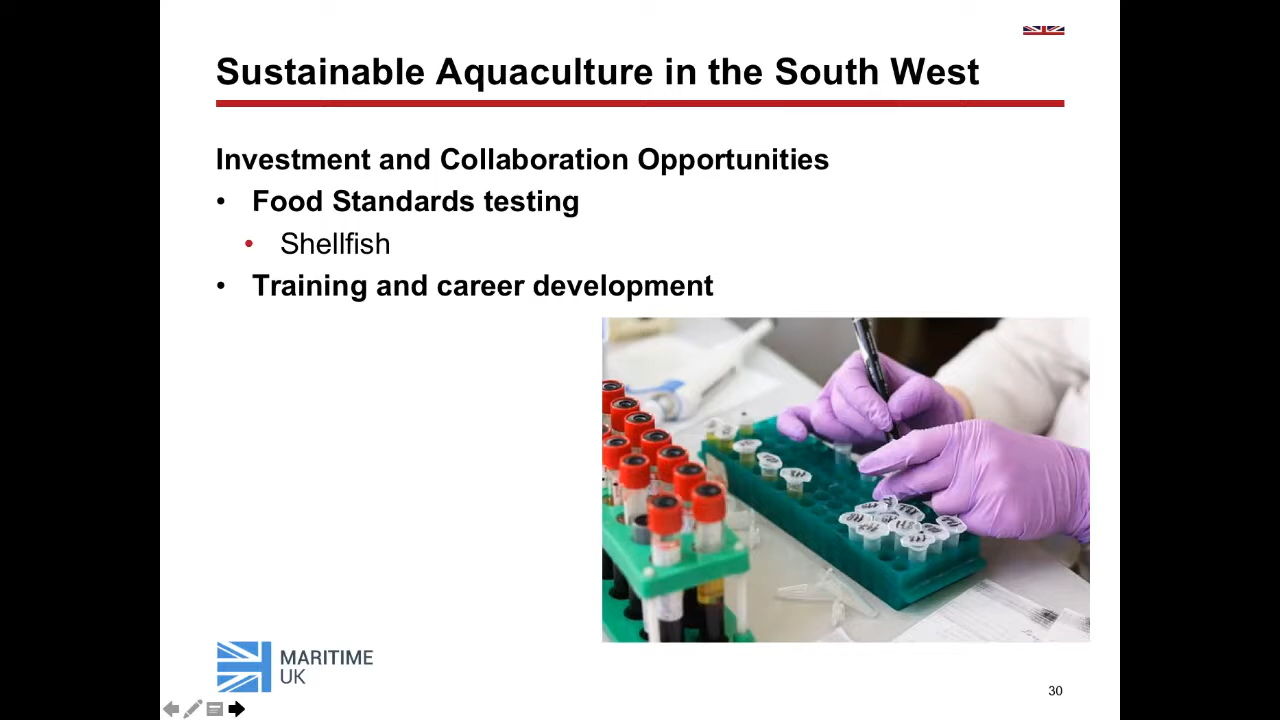 Sustainable Aquaculture in the South West
Investment and Collaboration Opportunities
• Food Standards testing
• Shellfish
• Training and career development
MARITIME
UK
30